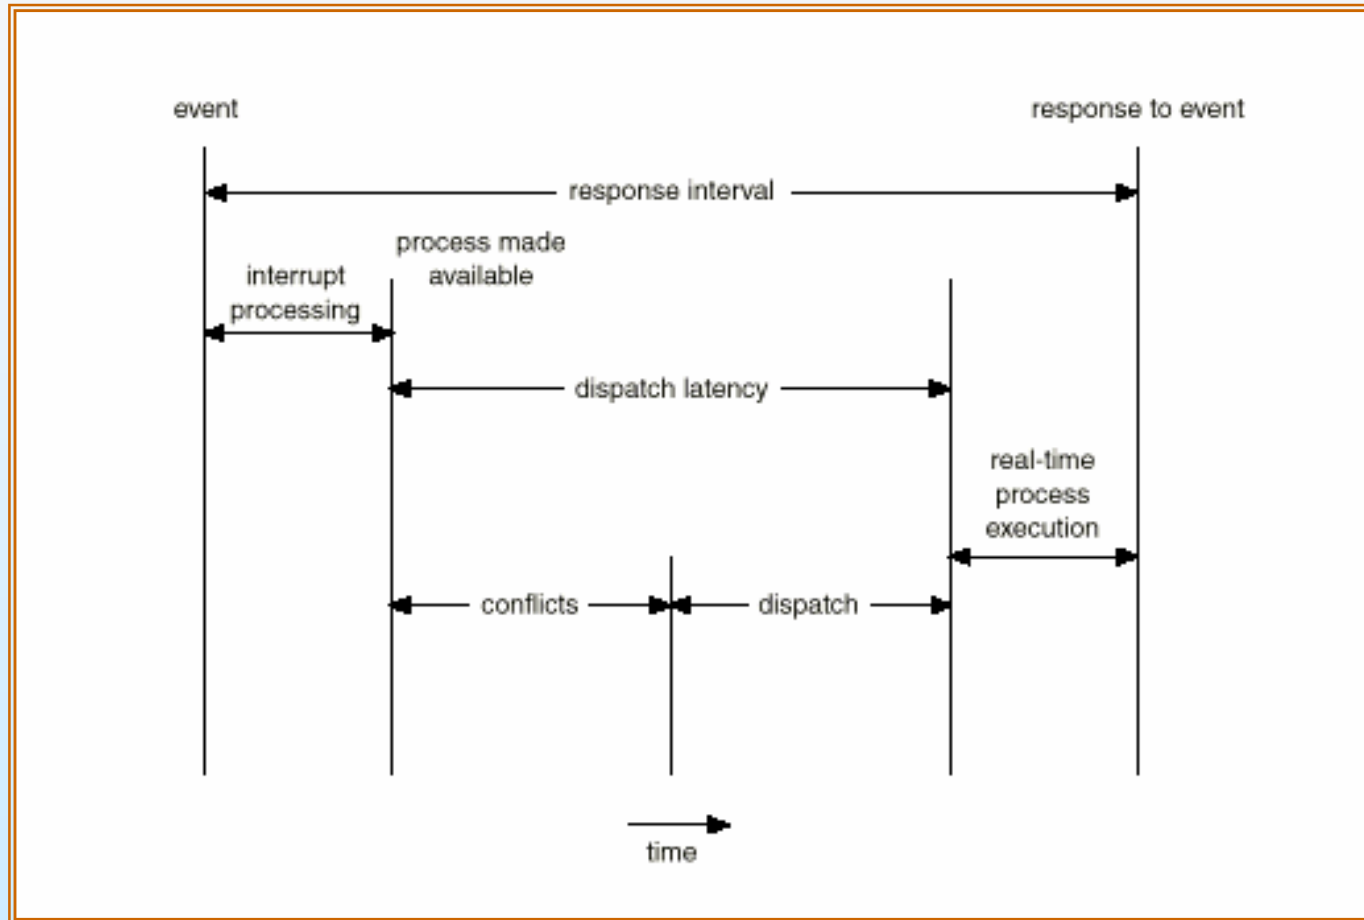 event
response to event
response interval
process made
available
interrupt
processing
dispatch latency
real-time
process
execution
conflicts
dispatch
time